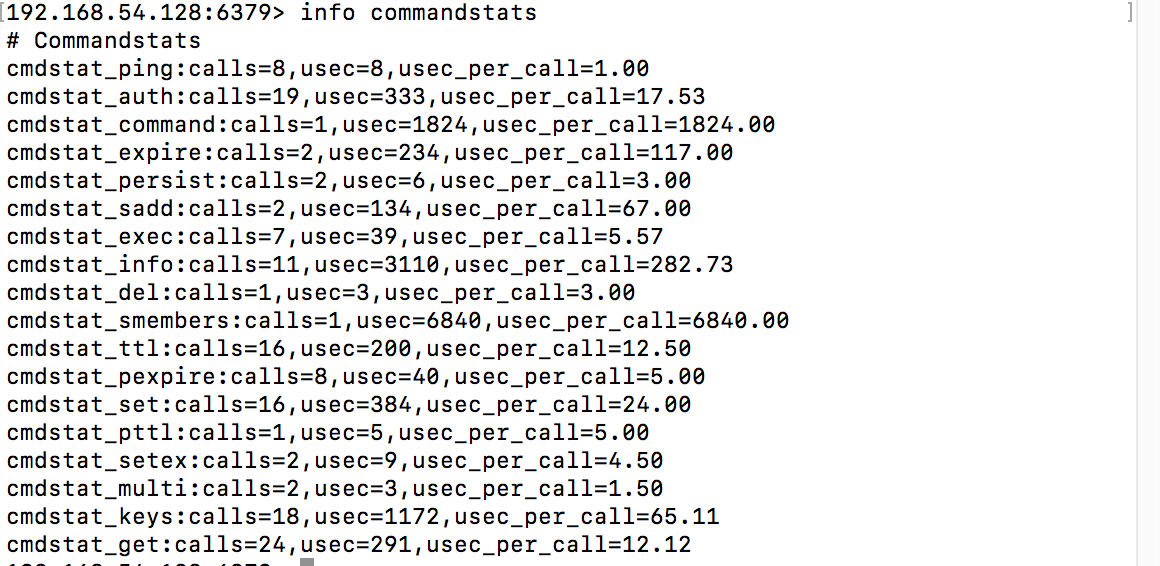 [192.168.54.128:6379> info commandstats ]
# Commandstats
cmdstat_ping:calls=8,usec=8,usec_per_call=1.00
cmdstat_auth:calls=19,usec=333,usec_per_call=17.53
cmdstat_command:calls=1,usec=1824,usec_per_call=1824.00
cmdstat_expire:calls=2,usec=234,usec_per_call=117.00
cmdstat_persist:calls=2,usec=6,usec_per_call=3.00
cmdstat_sadd:calls=2,usec=134,usec_per_call=67.00
cmdstat_exec:calls=7,usec=39,usec_per_call=5.57
cmdstat_info:calls=11,usec=3110,usec_per_call=282.73
cmdstat_del:calls=1,usec=3,usec_per_call=3.00
cmdstat_smembers:calls=1,usec=6840,usec_per_call=6840.00
cmdstat_ttl:calls=16,usec=200,usec_per_call=12.50
cmdstat_pexpire:calls=8,usec=40,usec_per_call=5.00
cmdstat_set:calls=16,usec=384,usec_per_call=24.00
cmdstat_pttl:calls=1,usec=5,usec_per_call=5.00
cmdstat_setex:calls=2,usec=9,usec_per_call=4.50
cmdstat_multi:calls=2,usec=3,usec_per_call=1.50
cmdstat_keys:calls=18,usec=1172,usec_per_call=65.11
cmdstat_get:calls=24,usec=291,usec_per_call=12.12